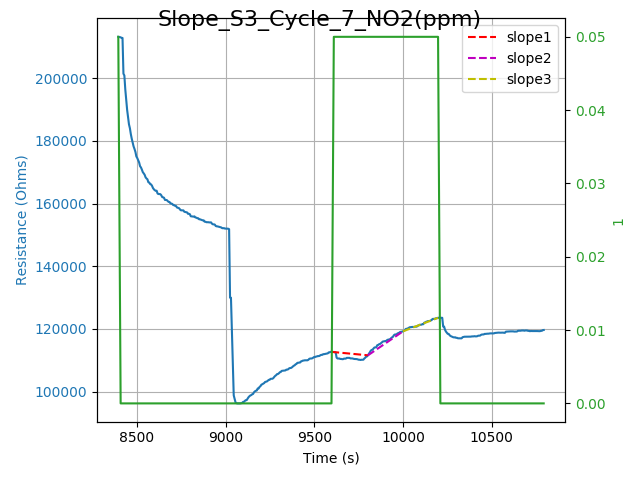 Slope_S3_Cycle_7_NO2(ppm)
slope1
slope2
slope3
200000
180000
160000
140000
120000
100000
Resistance (Ohms)
0.05
0.04
0.03
0.02
0.01
0.00
1
8500 9000 9500 10000 10500
Time (s)